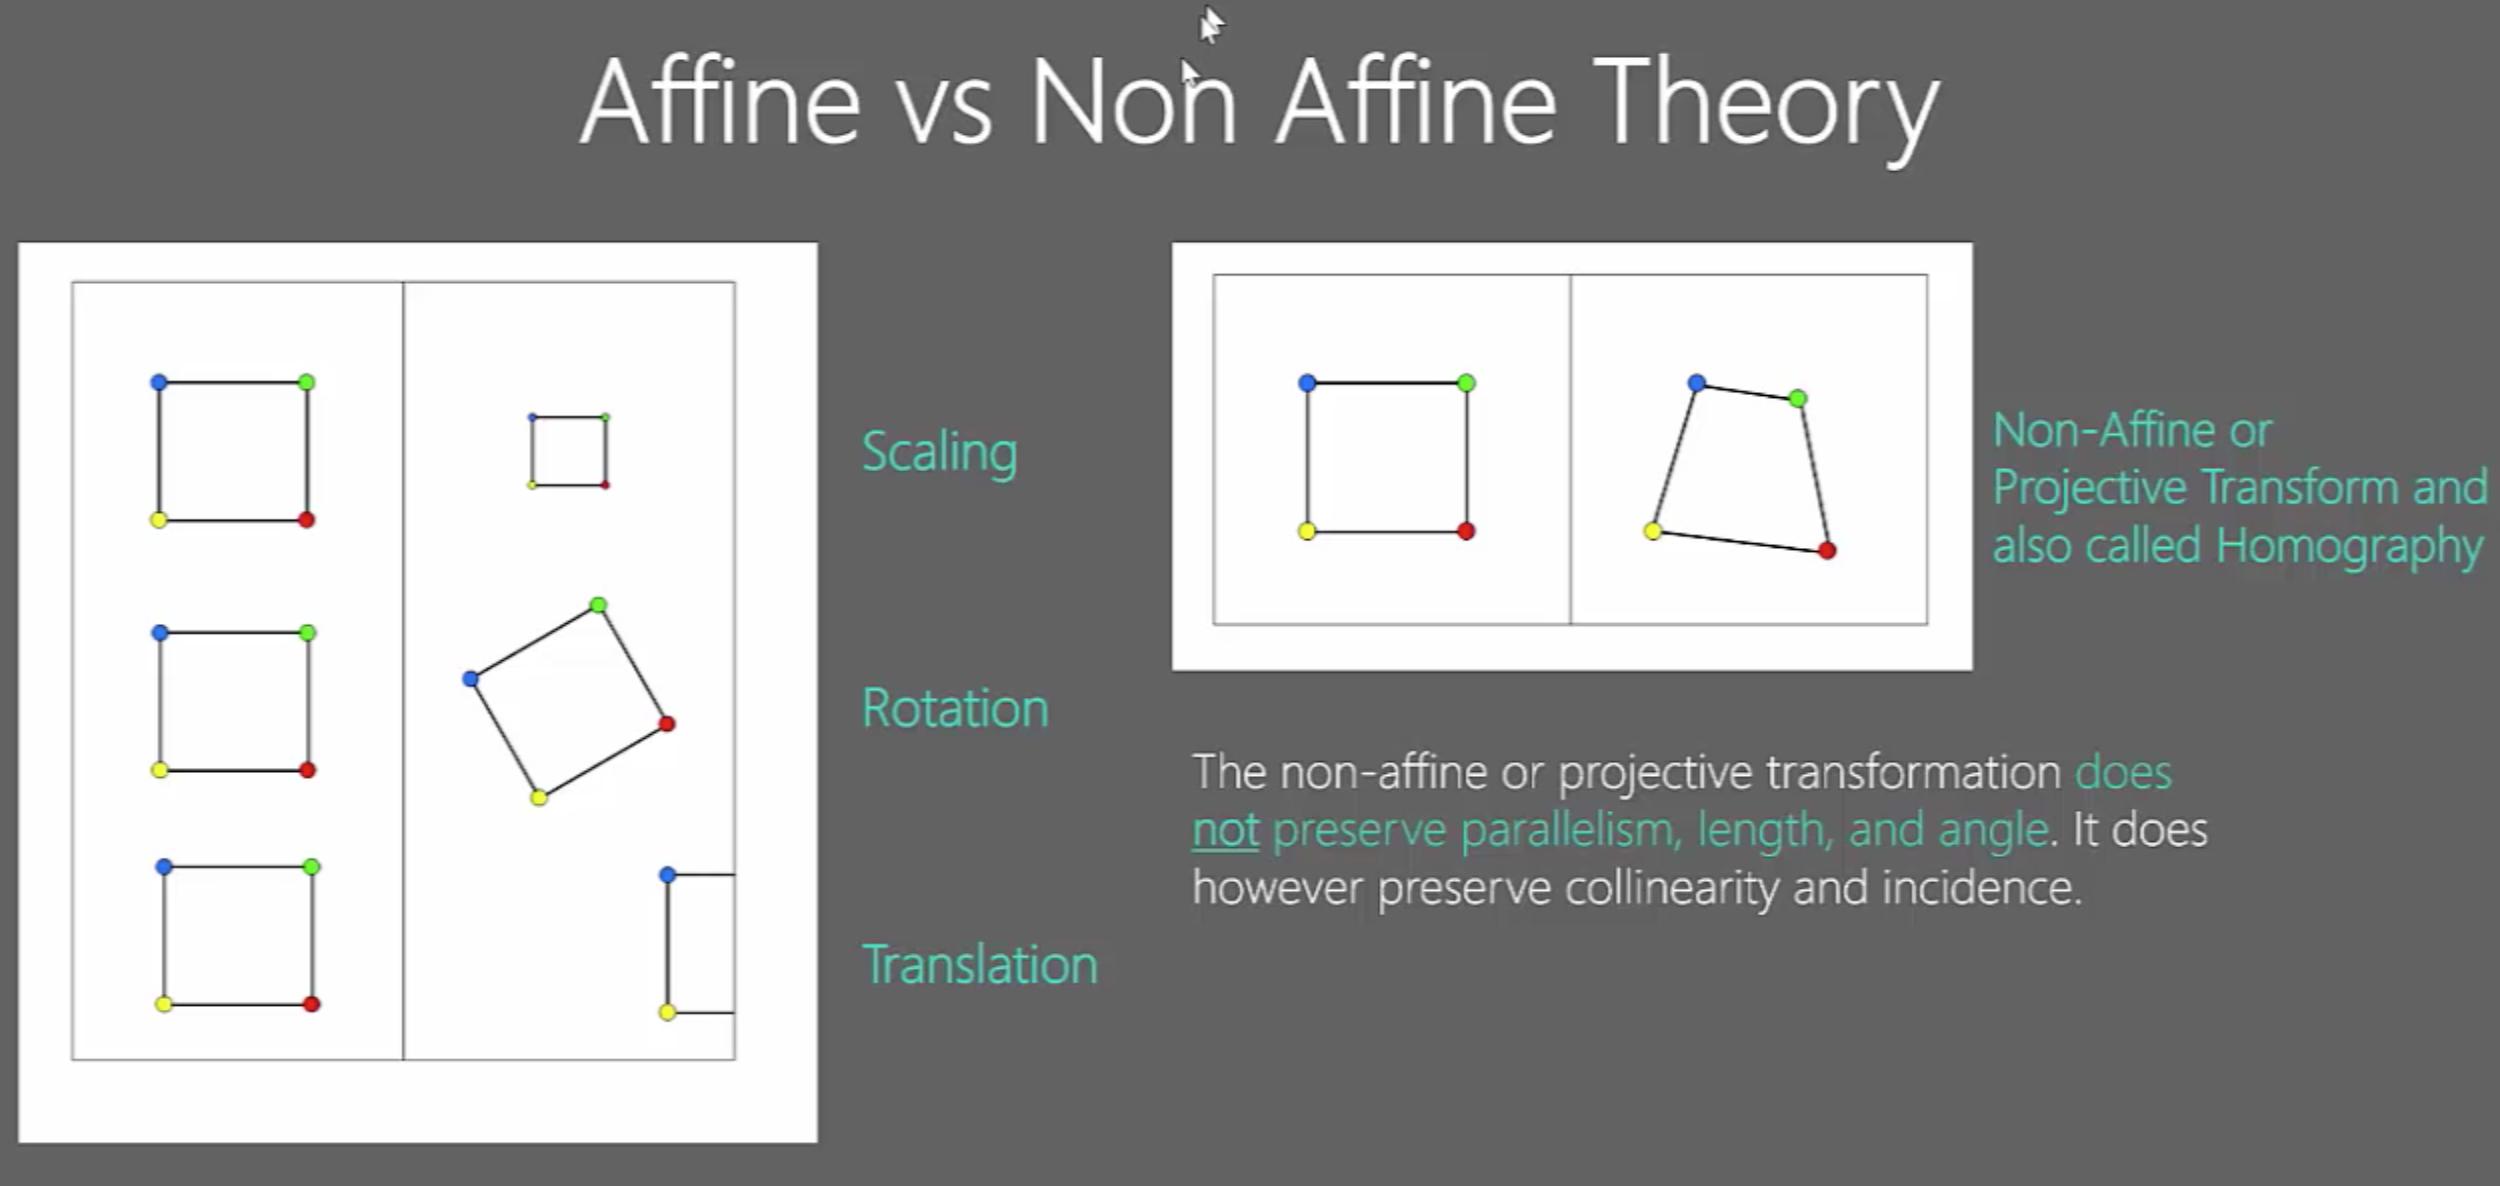 Affine vs Non Affine Theory
Scaling
Rotation
Translation
Non-Affine or
Projective Transform and
also called Homography
The non-affine or projective transformation does
not preserve parallelism, length, and angle. It does
however preserve collinearity and incidence.